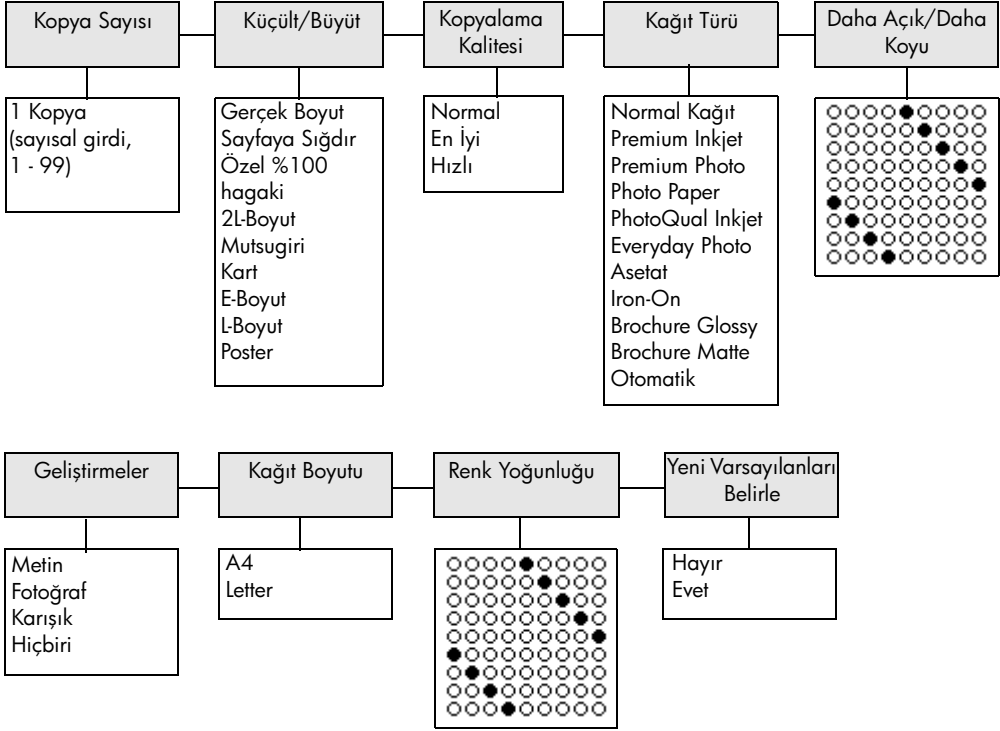 Kopya Sayısı
Küçült/Büyüt
Kopyalama
Kalitesi
Kağıt Türü
Daha Açık/Daha
Koyu
1 Kopya
(sayısal girdi,
1 - 99)
Gerçek Boyut
Sayfaya Sığdır
Özel %100
hagaki
2L-Boyut
Mutsugiri
Kart
E-Boyut
L-Boyut
Poster
Normal
En İyi
Hızlı
Normal Kağıt
Premium Inkjet
Premium Photo
Photo Paper
PhotoQual Inkjet
Everyday Photo
Asetat
Iron-On
Brochure Glossy
Brochure Matte
Otomatik
Geliştirmeler
Kağıt Boyutu
Renk Yoğunluğu
Yeni Varsayılanları
Belirle
Metin
Fotoğraf
Karışık
Hiçbiri
A4
Letter
Hayır
Evet